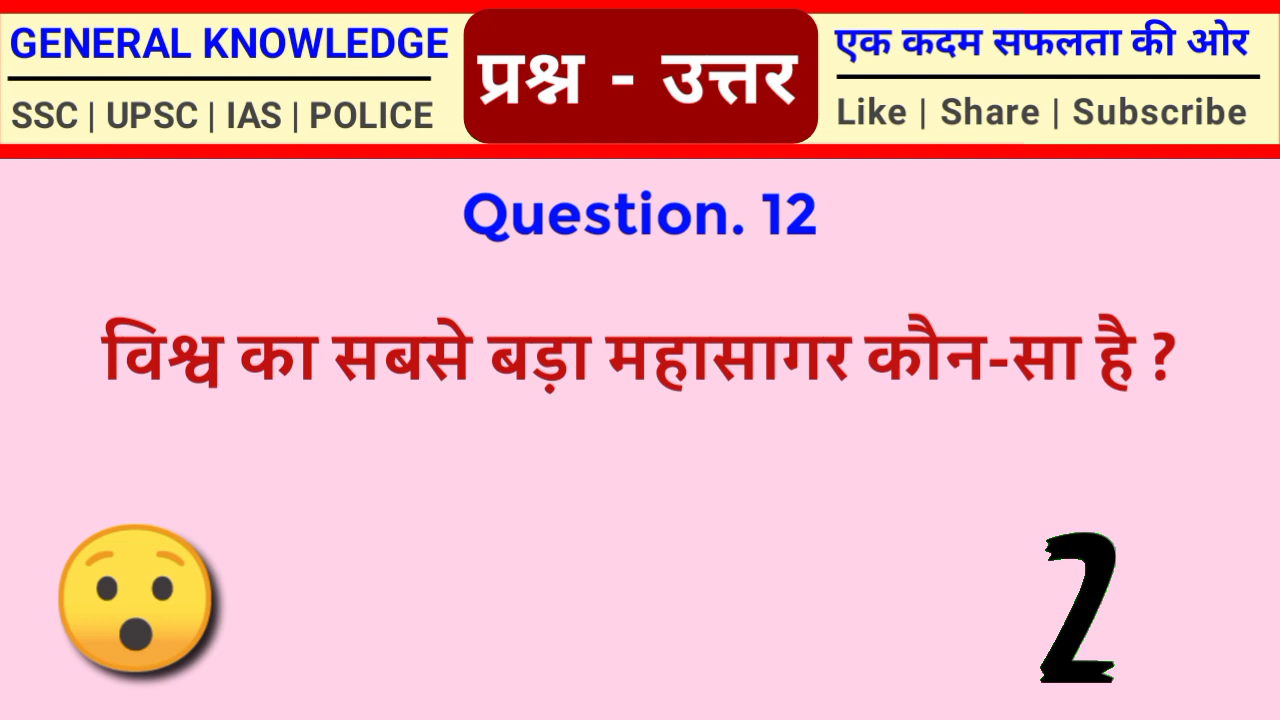 GENERAL KNOWLEDGE
SSC | UPSC | IAS | POLICE
प्रश्न - उत्तर
एक कदम सफलता की ओर
Like | Share | Subscribe
Question. 12
विश्व का सबसे बड़ा महासागर कौन-सा है ?
2